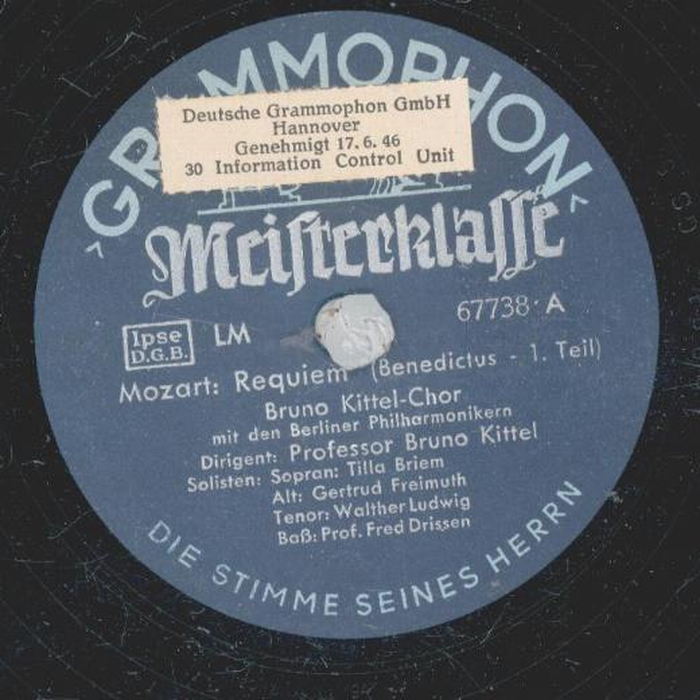 GRAMMOPHON
Deutsche Grammophon GmbH
Hannover
Genehmigt 17. 6. 46
30 Information Control Unit
Meisterklasse
Ipse
D.G.B.
LM
67738· A
Mozart: Requiem (Benedictus - 1. Teil)
Bruno Kittel-Chor
mit den Berliner Philharmonikern
Dirigent: Professor Bruno Kittel
Solisten: Sopran: Tilla Briem
Alt: Gertrud Freimuth
Tenor: Walther Ludwig
Baß: Prof. Fred Drissen
DIE STIMME SEINES HERRN